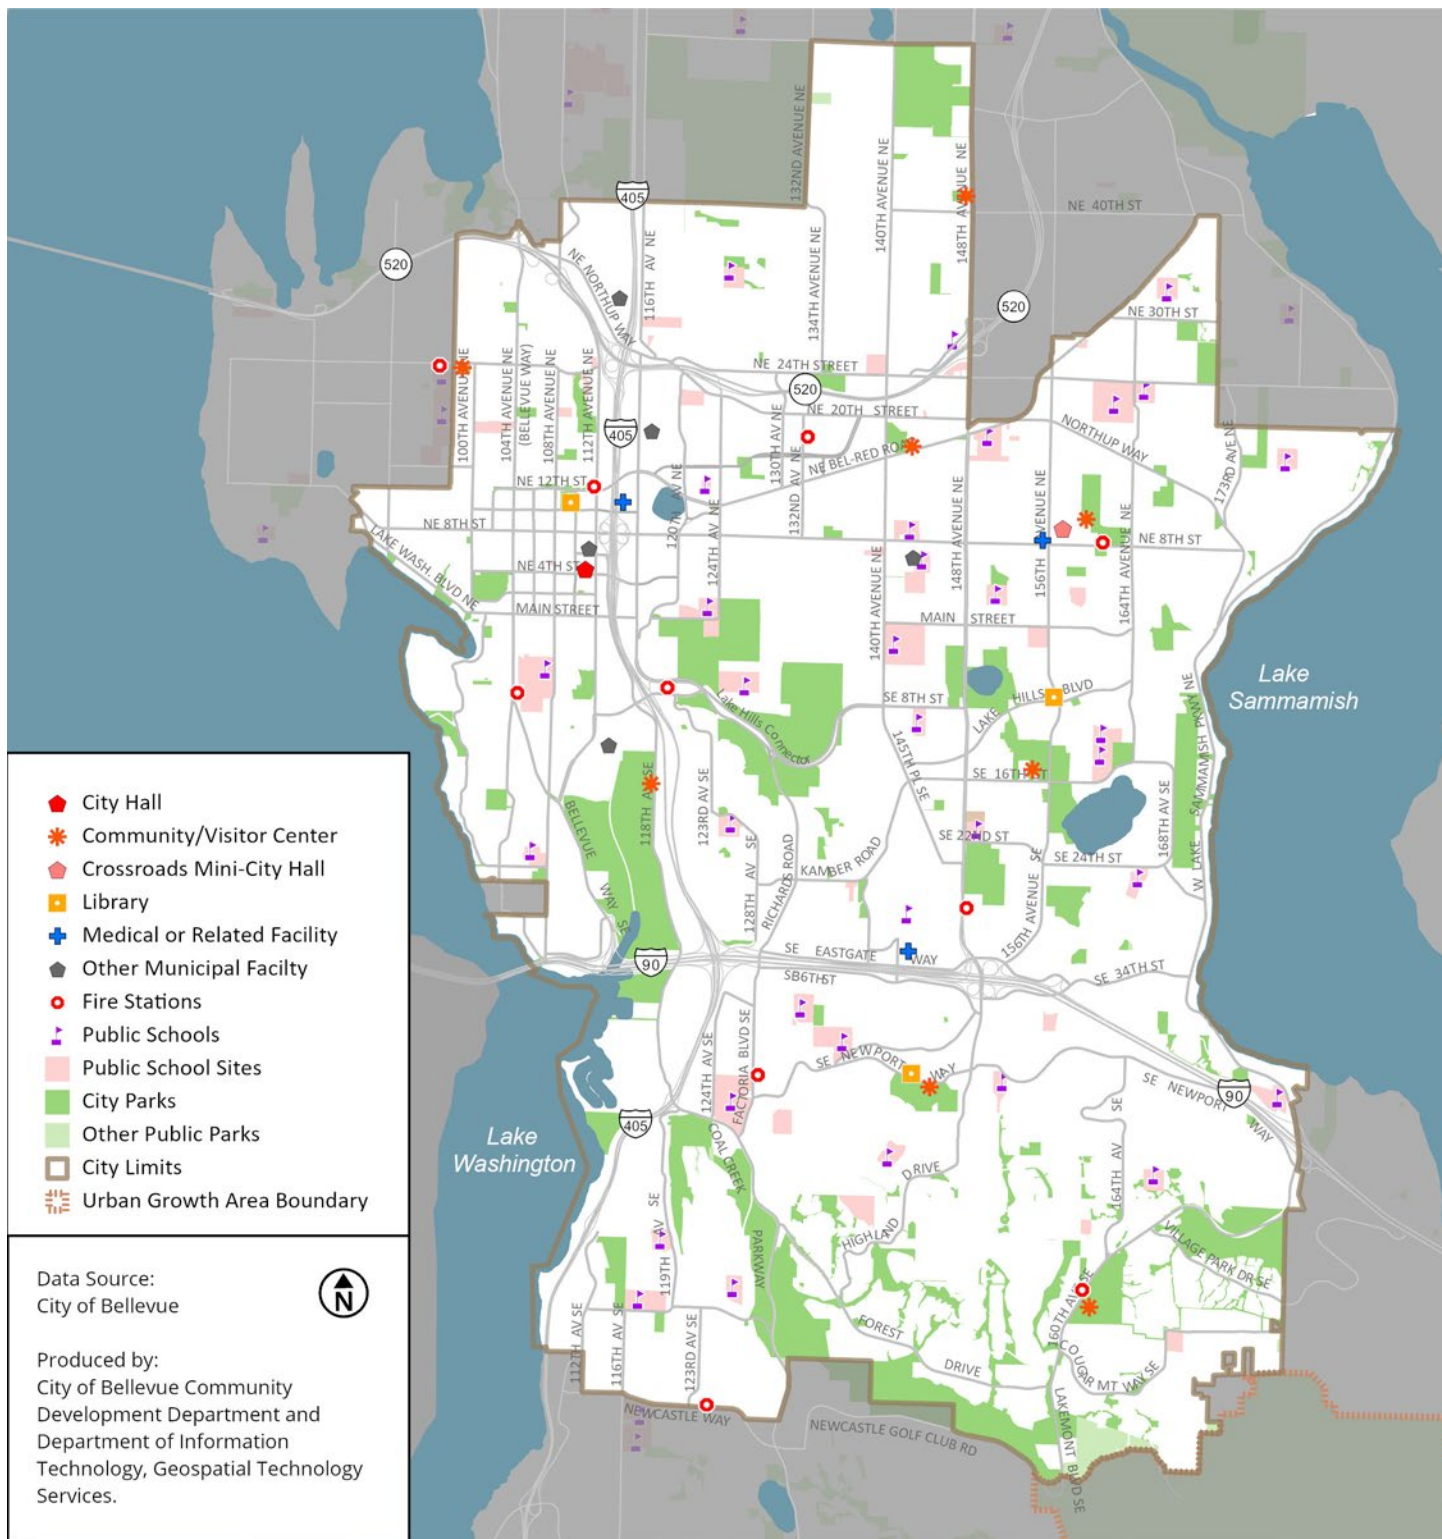 132ND AVENUE NE
140TH AVENUE NE
148TH AVENUE NE
405
NE 40TH ST
520
NE NORTHUP WAY
116TH AV NE
134TH AVENUE NE
520
NE 30TH ST
100TH AVENUE NE
104TH AVENUE NE
(BELLEVUE WAY)
108TH AVENUE NE
112TH AVENUE NE
NE 24TH STREET
520
NE 20TH STREET
405
130TH AV NE
132ND AV NE
NE BEL-RED ROAD
NORTHUP WAY
173RD AVE NE
NE 12TH ST
120TH AV NE
124TH AV NE
NE 8TH ST
148TH AVENUE NE
156TH AVENUE NE
164TH AVENUE NE
NE 8TH ST
LAKE WASH. BLVD NE
NE 4TH ST
MAIN STREET
140TH AVENUE NE
MAIN STREET
Lake
Sammamish
Lake Hills Connector
SE 8TH ST
LAKE HILLS BLVD
W LAKE SAMMAMISH PKWY NE
145TH PL SE
SE 16TH ST
118TH AV SE
BELLEVUE WAY SE
123RD AV SE
128TH AV SE
RICHARDS ROAD
KAMBER ROAD
SE 22ND ST
SE 24TH ST
168TH AV SE
156TH AVENUE SE
90
SE EASTGATE WAY
SB6TH ST
SE 34TH ST
124TH AV SE
FACTORIA BLVD SE
SE NEWPORT WAY
SE NEWPORT WAY
90
405
COAL CREEK PARKWAY
Lake
Washington
164TH AV SE
HIGHLAND DRIVE
119TH AV SE
VILLAGE PARK DR SE
160TH AVE SE
112TH AV SE
116TH AV SE
123RD AV SE
FOREST DRIVE
COUGAR MT WAY SE
LAKEMONT BLVD SE
NEWCASTLE WAY
NEWCASTLE GOLF CLUB RD
City Hall
Community/Visitor Center
Crossroads Mini-City Hall
Library
Medical or Related Facility
Other Municipal Facilty
Fire Stations
Public Schools
Public School Sites
City Parks
Other Public Parks
City Limits
Urban Growth Area Boundary
Data Source:
City of Bellevue
N
Produced by:
City of Bellevue Community
Development Department and
Department of Information
Technology, Geospatial Technology
Services.